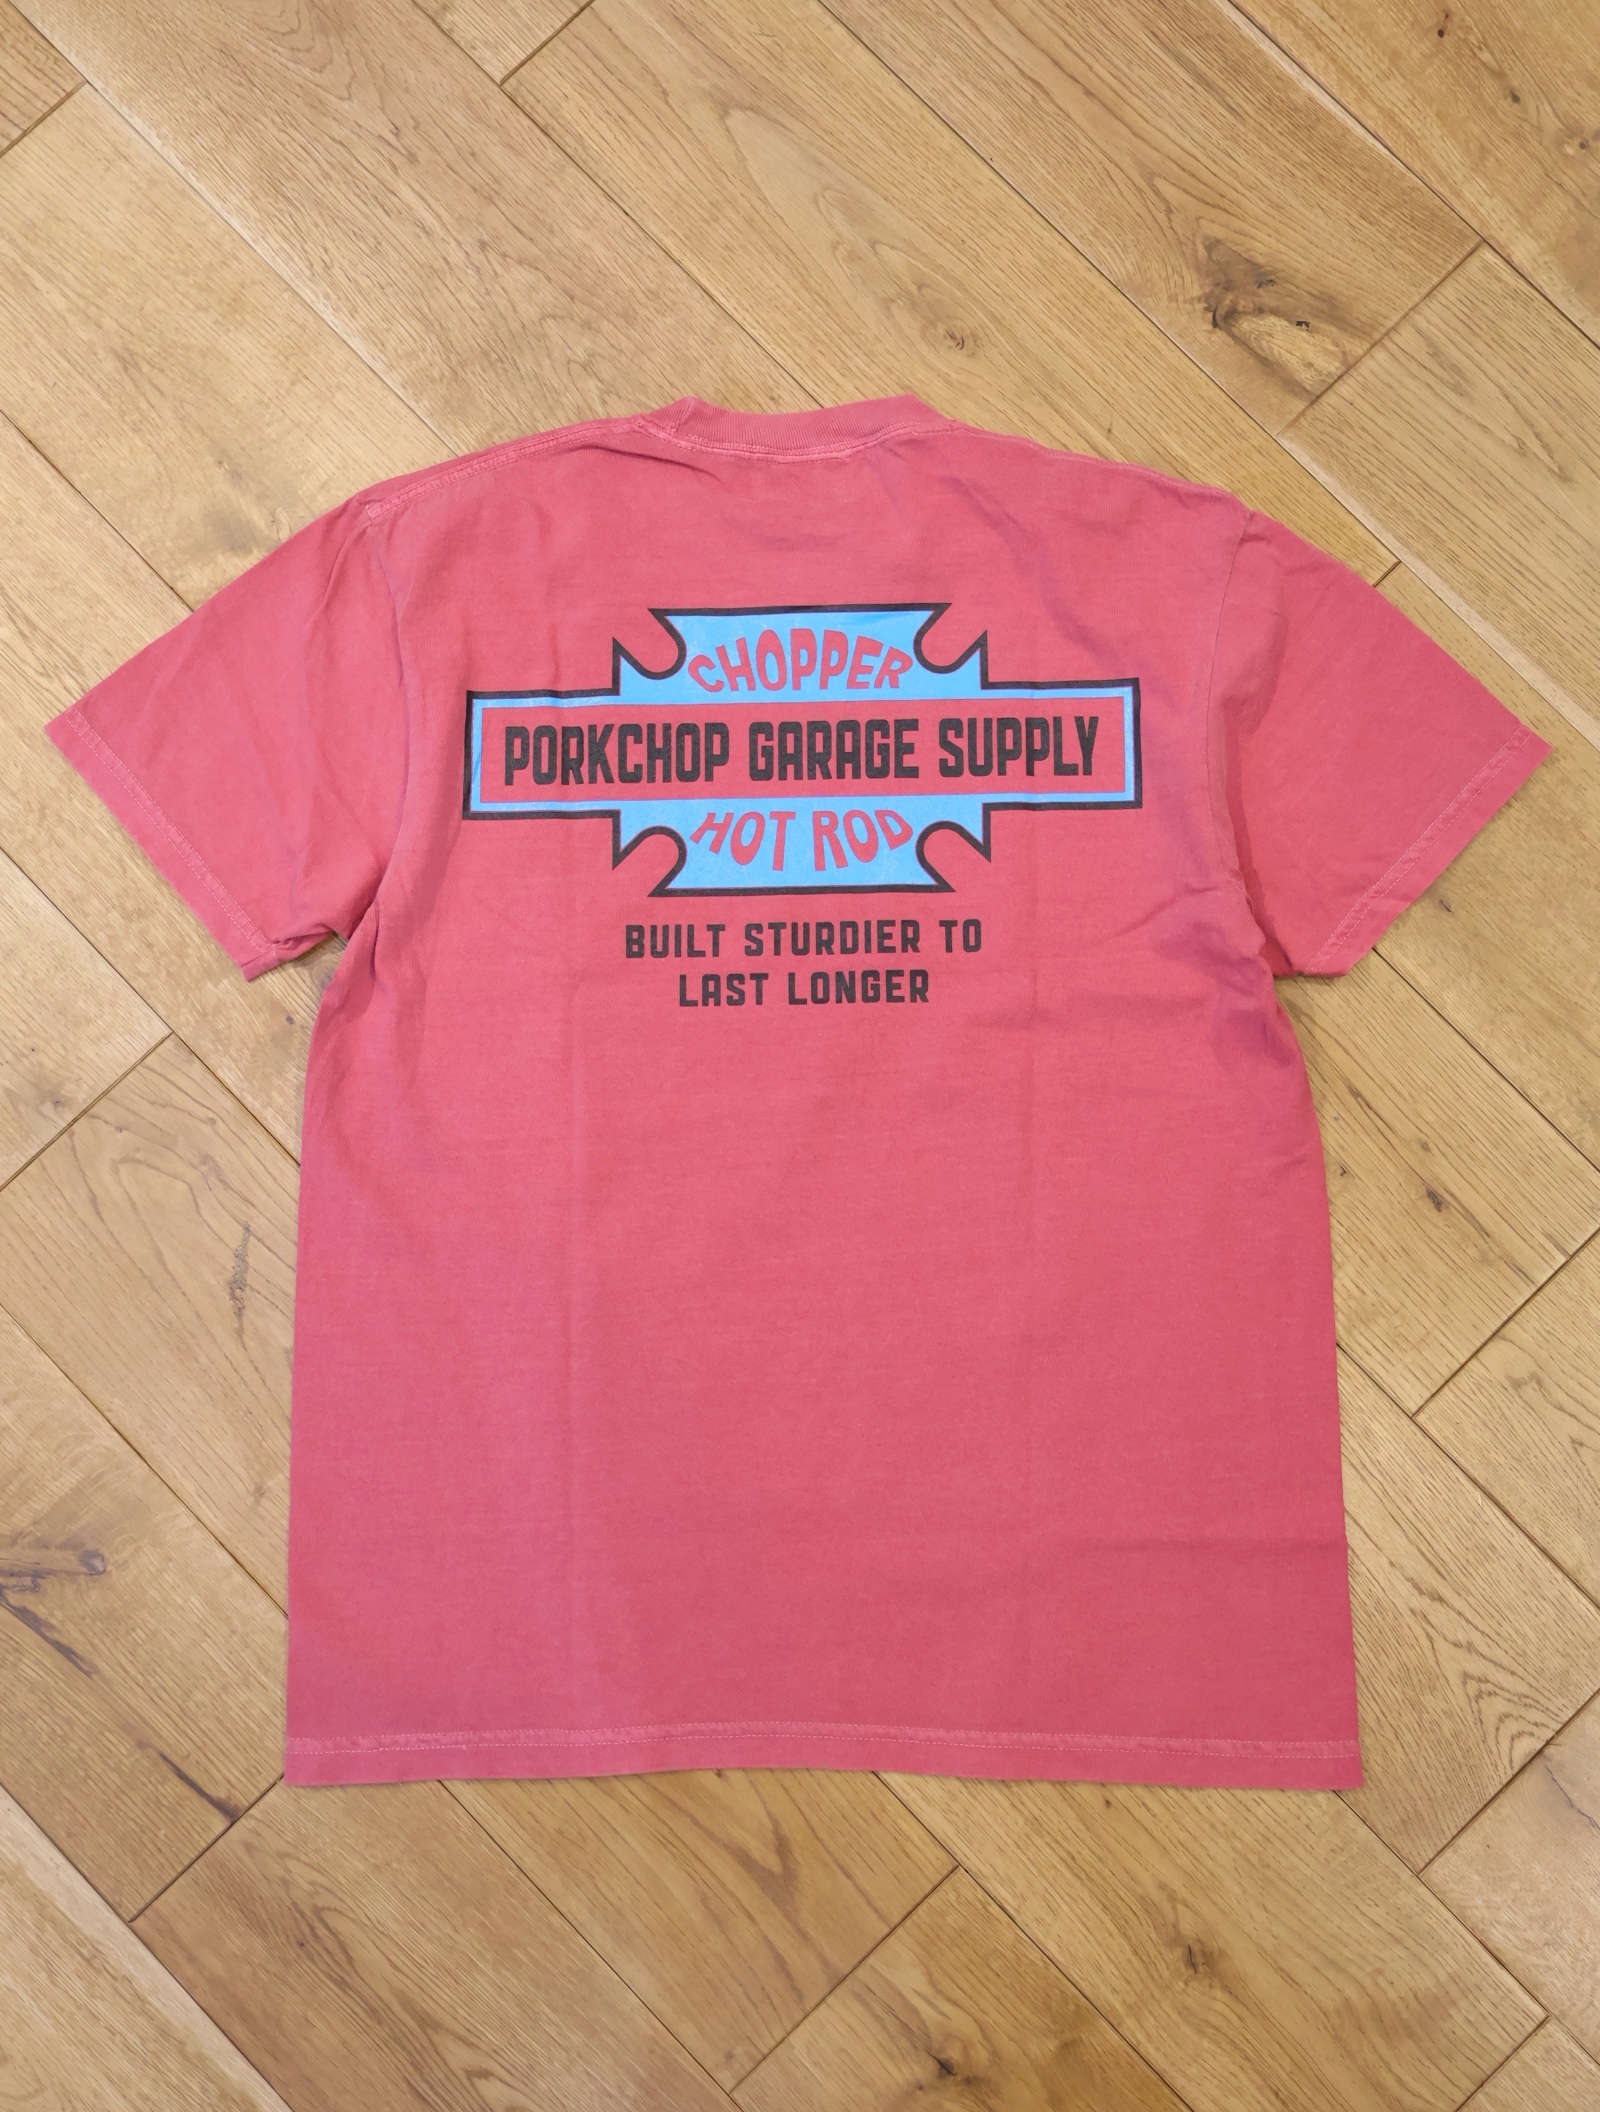 CHOPPER
PORKCHOP GARAGE SUPPLY
HOT ROD
BUILT STURDIER TO
LAST LONGER